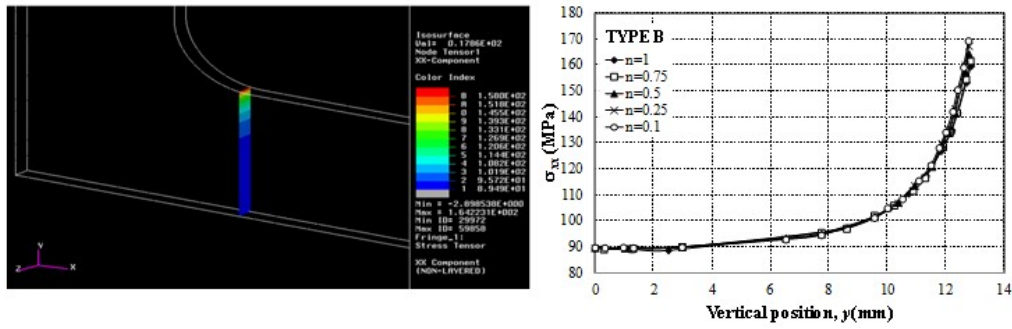 Isosurface
Val= 0.1786E+02
Node Tensor1
XX-Component
Color Index
B 1.580E+02
A 1.518E+02
0 1.455E+02
9 1.393E+02
8 1.331E+02
7 1.269E+02
6 1.206E+02
5 1.144E+02
4 1.082E+02
3 1.019E+02
2 9.572E+01
1 8.949E+01
Min = -2.898538E+000
Max = 1.642231E+002
Min ID= 29972
Max ID= 59858
Fringe_1:
Stress Tensor
XX Component
(NON-LAYERED)
Y
Z X
180
170
160
150
140
130
120
110
100
90
80
σxx (MPa)
TYPE B
n=1
n=0.75
n=0.5
n=0.25
n=0.1
0 2 4 6 8 10 12 14
Vertical position, y(mm)